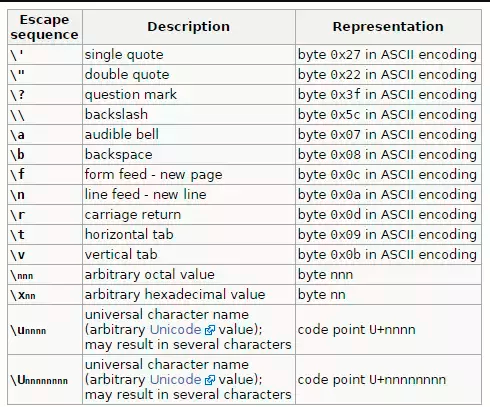 Escape sequence Description Representation
\' single quote byte 0x27 in ASCII encoding
\" double quote byte 0x22 in ASCII encoding
\? question mark byte 0x3f in ASCII encoding
\\ backslash byte 0x5c in ASCII encoding
\a audible bell byte 0x07 in ASCII encoding
\b backspace byte 0x08 in ASCII encoding
\f form feed - new page byte 0x0c in ASCII encoding
\n line feed - new line byte 0x0a in ASCII encoding
\r carriage return byte 0x0d in ASCII encoding
\t horizontal tab byte 0x09 in ASCII encoding
\v vertical tab byte 0x0b in ASCII encoding
\nnn arbitrary octal value byte nnn
\xnn arbitrary hexadecimal value byte nn
universal character name
\unnnn (arbitrary Unicode value); code point U+nnnn
may result in several characters
universal character name
\Unnnnnnnn (arbitrary Unicode value); code point U+nnnnnnnn
may result in several characters